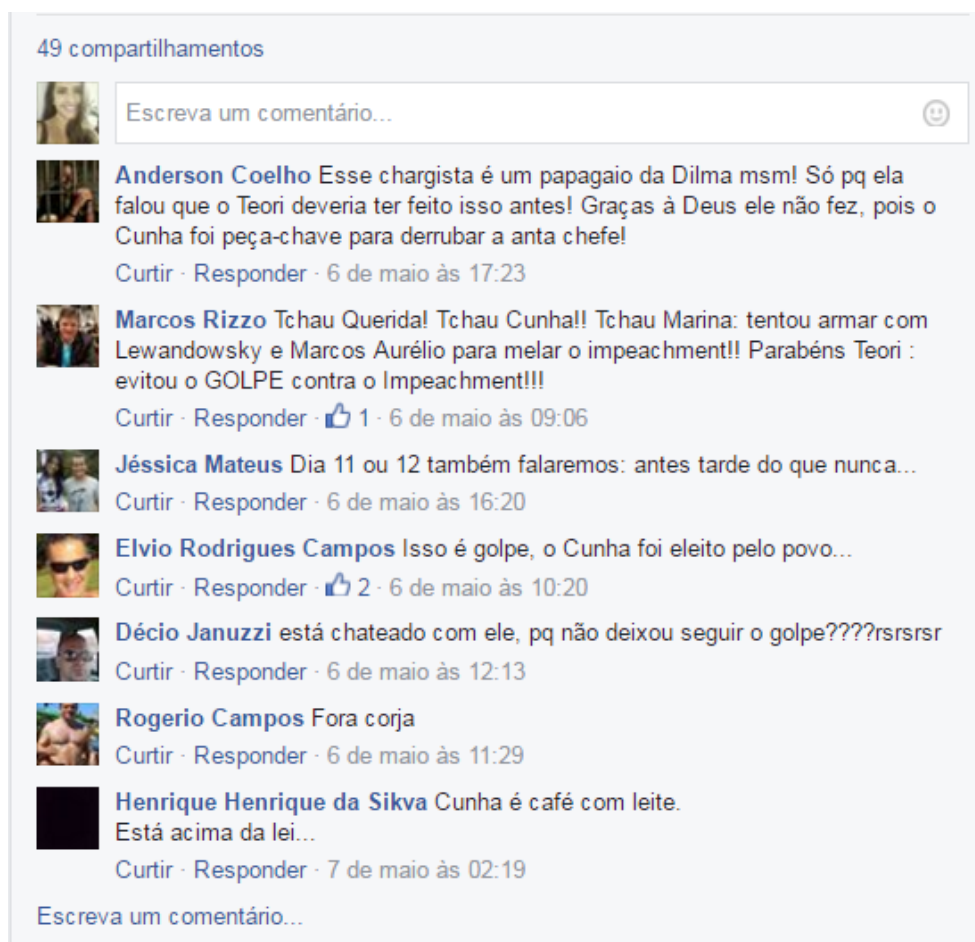 49 compartilhamentos
Escreva um comentário...
Anderson Coelho Esse chargista é um papagaio da Dilma msm! Só pq ela
falou que o Teori deveria ter feito isso antes! Graças à Deus ele não fez, pois o
Cunha foi peça-chave para derrubar a anta chefe!
Curtir · Responder · 6 de maio às 17:23
Marcos Rizzo Tchau Querida! Tchau Cunha!! Tchau Marina: tentou armar com
Lewandowsky e Marcos Aurélio para melar o impeachment!! Parabéns Teori :
evitou o GOLPE contra o Impeachment!!!
Curtir · Responder · 1 · 6 de maio às 09:06
Jéssica Mateus Dia 11 ou 12 também falaremos: antes tarde do que nunca...
Curtir · Responder · 6 de maio às 16:20
Elvio Rodrigues Campos Isso é golpe, o Cunha foi eleito pelo povo...
Curtir · Responder · 2 · 6 de maio às 10:20
Décio Januzzi está chateado com ele, pq não deixou seguir o golpe????rsrsrsr
Curtir · Responder · 6 de maio às 12:13
Rogerio Campos Fora corja
Curtir · Responder · 6 de maio às 11:29
Henrique Henrique da Sikva Cunha é café com leite.
Está acima da lei...
Curtir · Responder · 7 de maio às 02:19
Escreva um comentário...